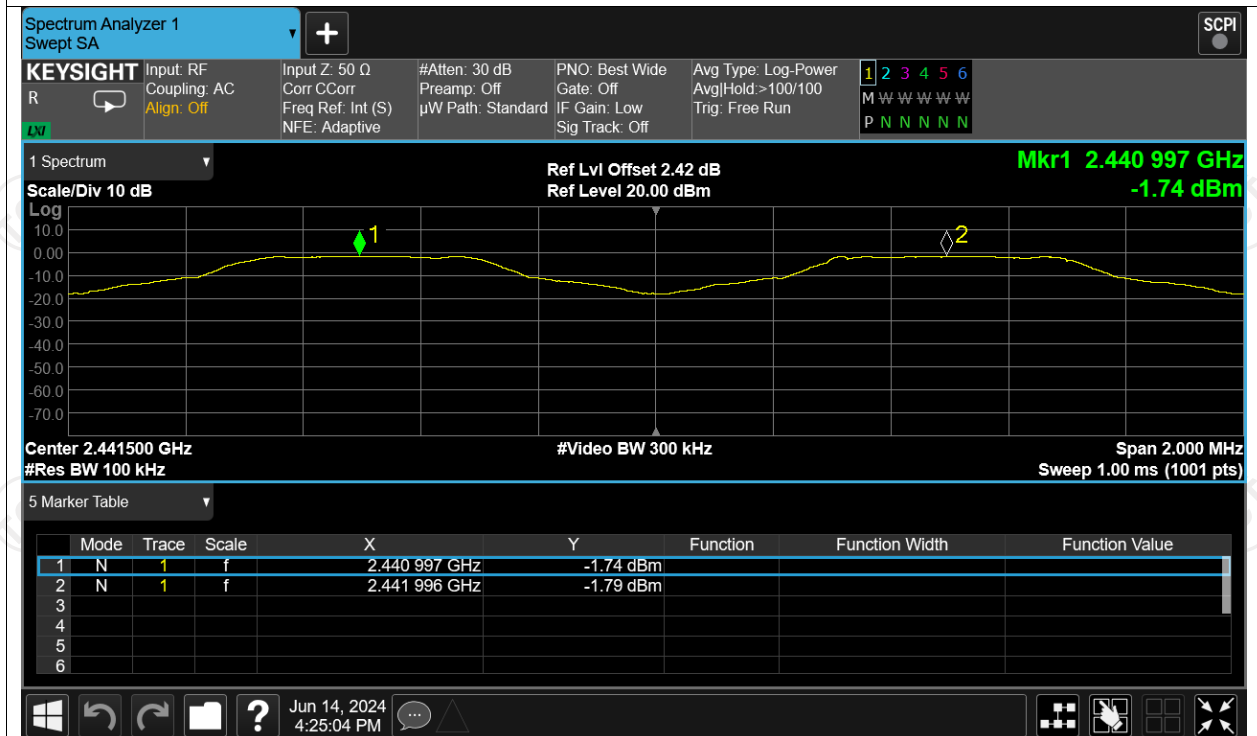 Spectrum Analyzer 1
Swept SA
+
SCPI
KEYSIGHT
R
LXI
Input: RF
Coupling: AC
Align: Off
Input Z: 50 Ω
Corr CCorr
Freq Ref: Int (S)
NFE: Adaptive
#Atten: 30 dB
Preamp: Off
µW Path: Standard
PNO: Best Wide
Gate: Off
IF Gain: Low
Sig Track: Off
Avg Type: Log-Power
Avg|Hold:>100/100
Trig: Free Run
1 2 3 4 5 6
M W W W W W
P N N N N N
1 Spectrum
Scale/Div 10 dB
Ref Lvl Offset 2.42 dB
Ref Level 20.00 dBm
Mkr1 2.440 997 GHz
-1.74 dBm
Log
10.0
0.00
-10.0
-20.0
-30.0
-40.0
-50.0
-60.0
-70.0
1
2
Center 2.441500 GHz
#Res BW 100 kHz
#Video BW 300 kHz
Span 2.000 MHz
Sweep 1.00 ms (1001 pts)
5 Marker Table
Mode Trace Scale X Y Function Function Width Function Value
1 N 1 f 2.440 997 GHz -1.74 dBm
2 N 1 f 2.441 996 GHz -1.79 dBm
3
4
5
6
?
Jun 14, 2024
4:25:04 PM